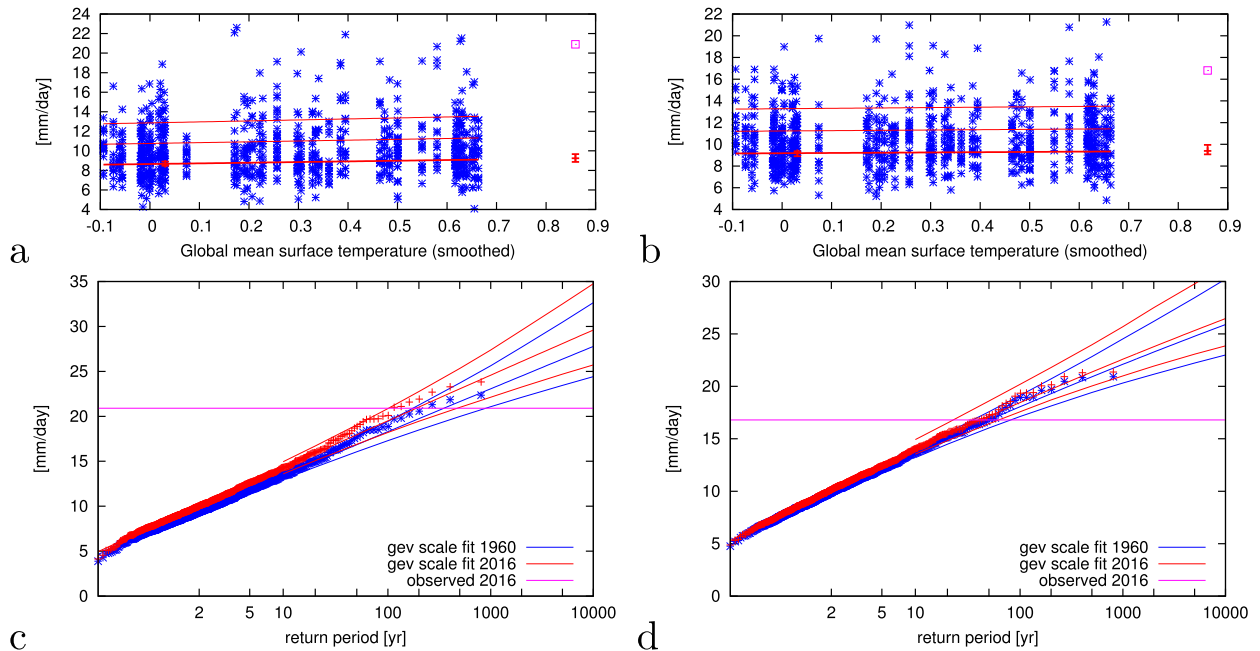 24
22
20
18
16
14
12
10
8
6
4
[mm/day]
-0.1 0 0.1 0.2 0.3 0.4 0.5 0.6 0.7 0.8 0.9
Global mean surface temperature (smoothed)
a
22
20
18
16
14
12
10
8
6
4
[mm/day]
-0.1 0 0.1 0.2 0.3 0.4 0.5 0.6 0.7 0.8 0.9
Global mean surface temperature (smoothed)
b
35
30
25
20
15
10
5
0
[mm/day]
gev scale fit 1960
gev scale fit 2016
observed 2016
2 5 10 50 100 500 1000 10000
return period [yr]
c
30
25
20
15
10
5
0
[mm/day]
gev scale fit 1960
gev scale fit 2016
observed 2016
2 5 10 50 100 500 1000 10000
return period [yr]
d